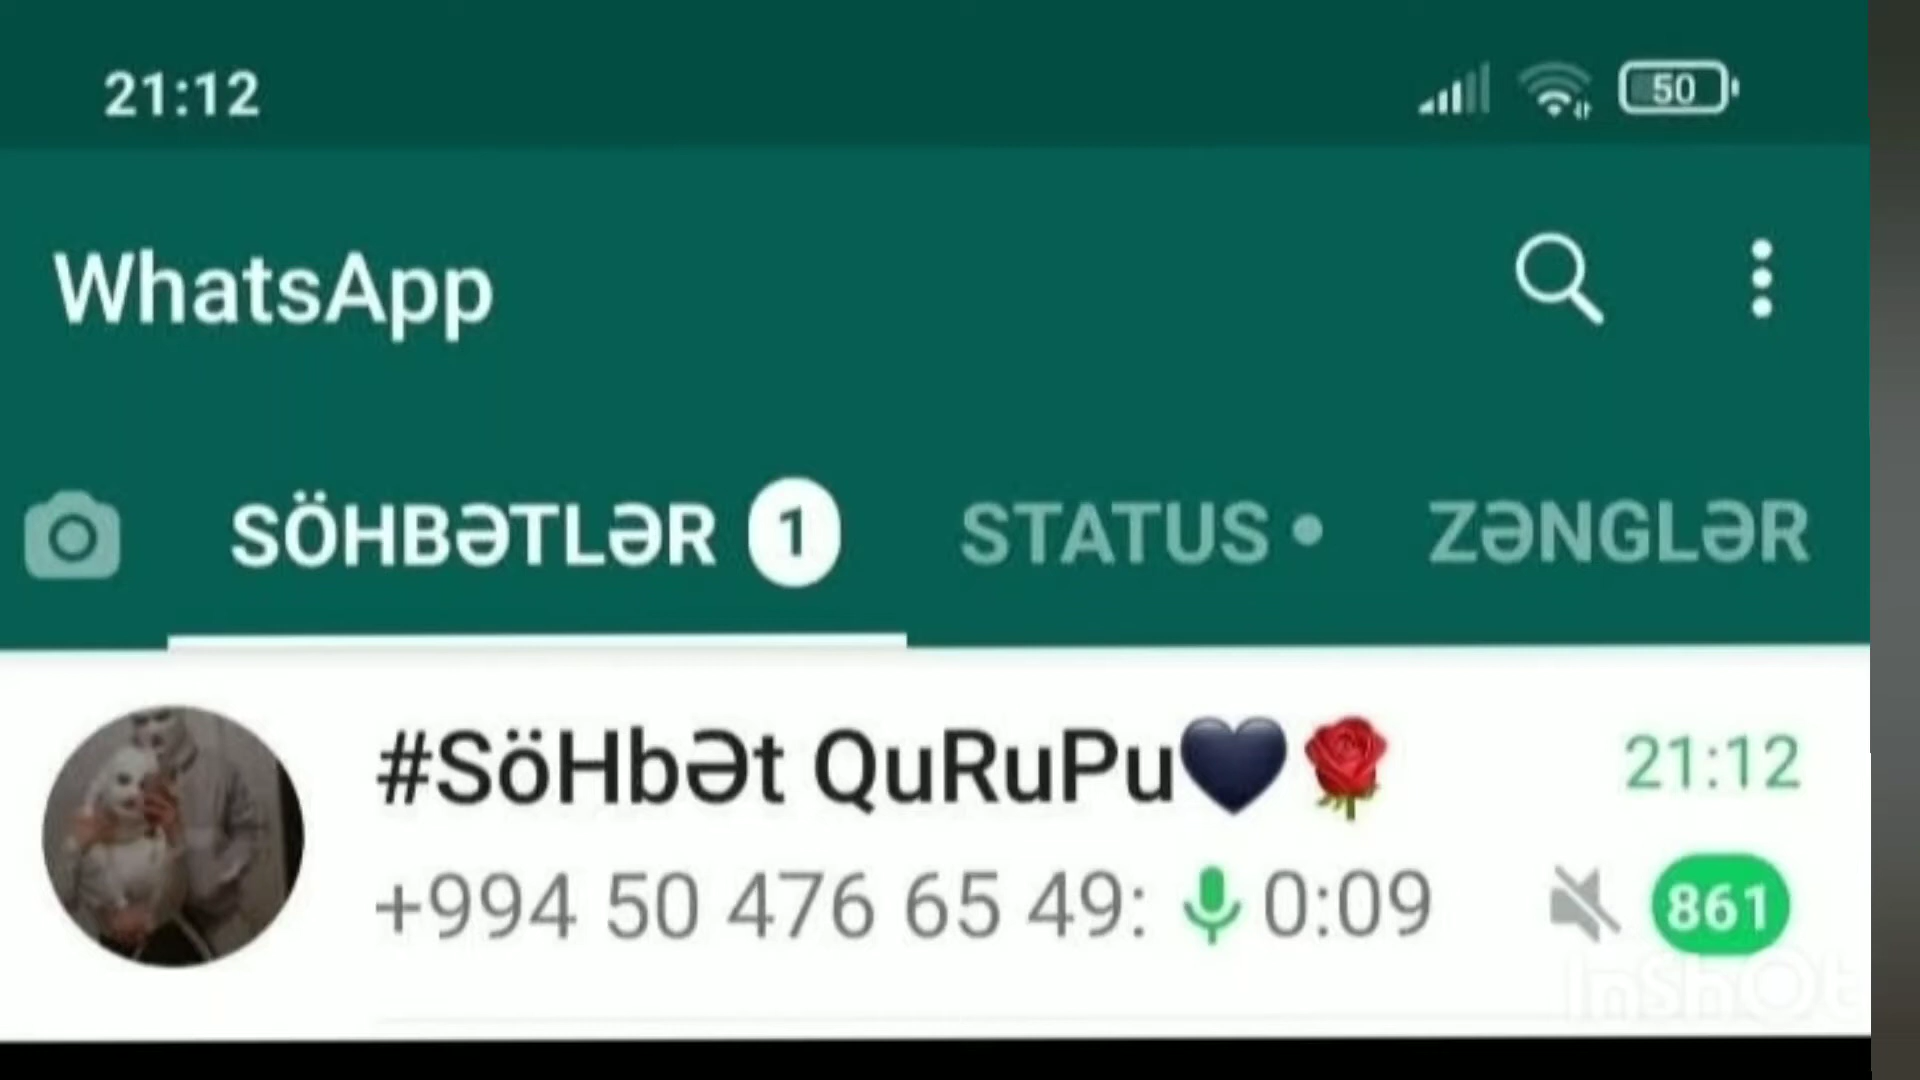 21:12 50
WhatsApp
SÖHBƏTLƏR 1 STATUS • ZƏNGLƏR
#SöHbƏt QuRuPu🖤🌹 21:12
+994 50 476 65 49: 0:09 861
InShOt